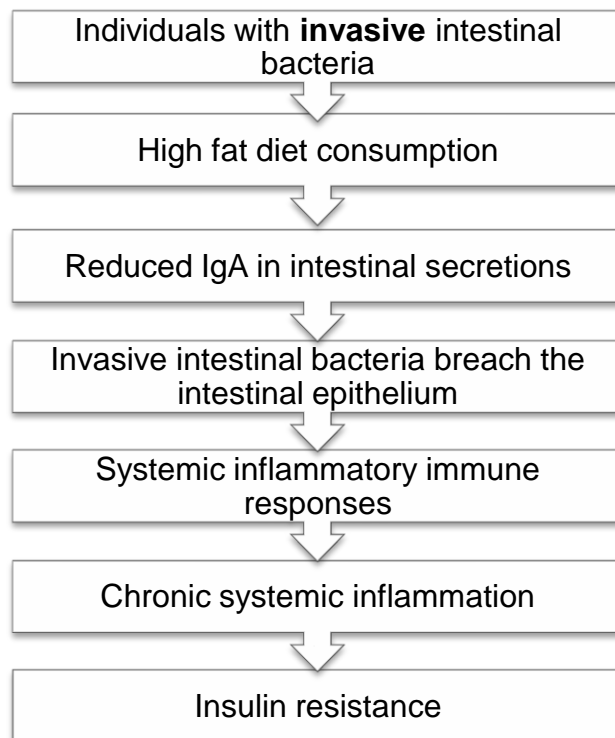 Individuals with invasive intestinal
bacteria
High fat diet consumption
Reduced IgA in intestinal secretions
Invasive intestinal bacteria breach the
intestinal epithelium
Systemic inflammatory immune
responses
Chronic systemic inflammation
Insulin resistance